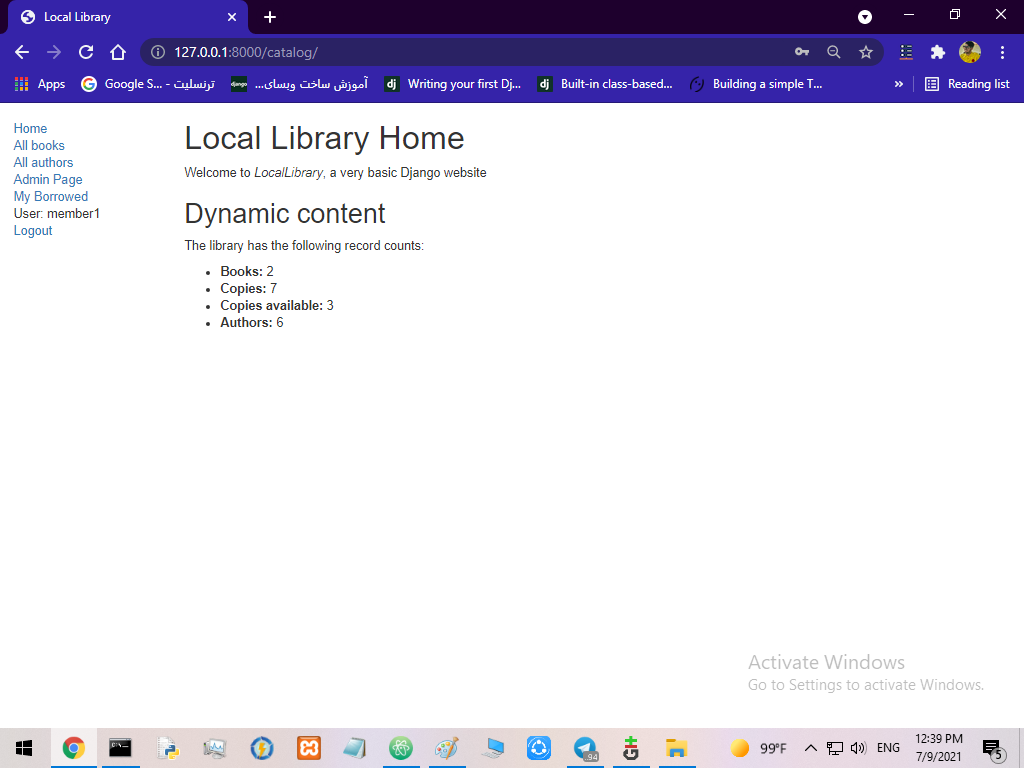 Local Library
127.0.0.1:8000/catalog/
Apps
Google S... - ترنسلیت
django
آموزش ساخت وبسای...
dj
Writing your first Dj...
dj
Built-in class-based...
Building a simple T...
»
Reading list
Home
All books
All authors
Admin Page
My Borrowed
User: member1
Logout
Local Library Home
Welcome to LocalLibrary, a very basic Django website
Dynamic content
The library has the following record counts:
Books: 2
Copies: 7
Copies available: 3
Authors: 6
Activate Windows
Go to Settings to activate Windows.
94
99°F
ENG
12:39 PM
7/9/2021
5